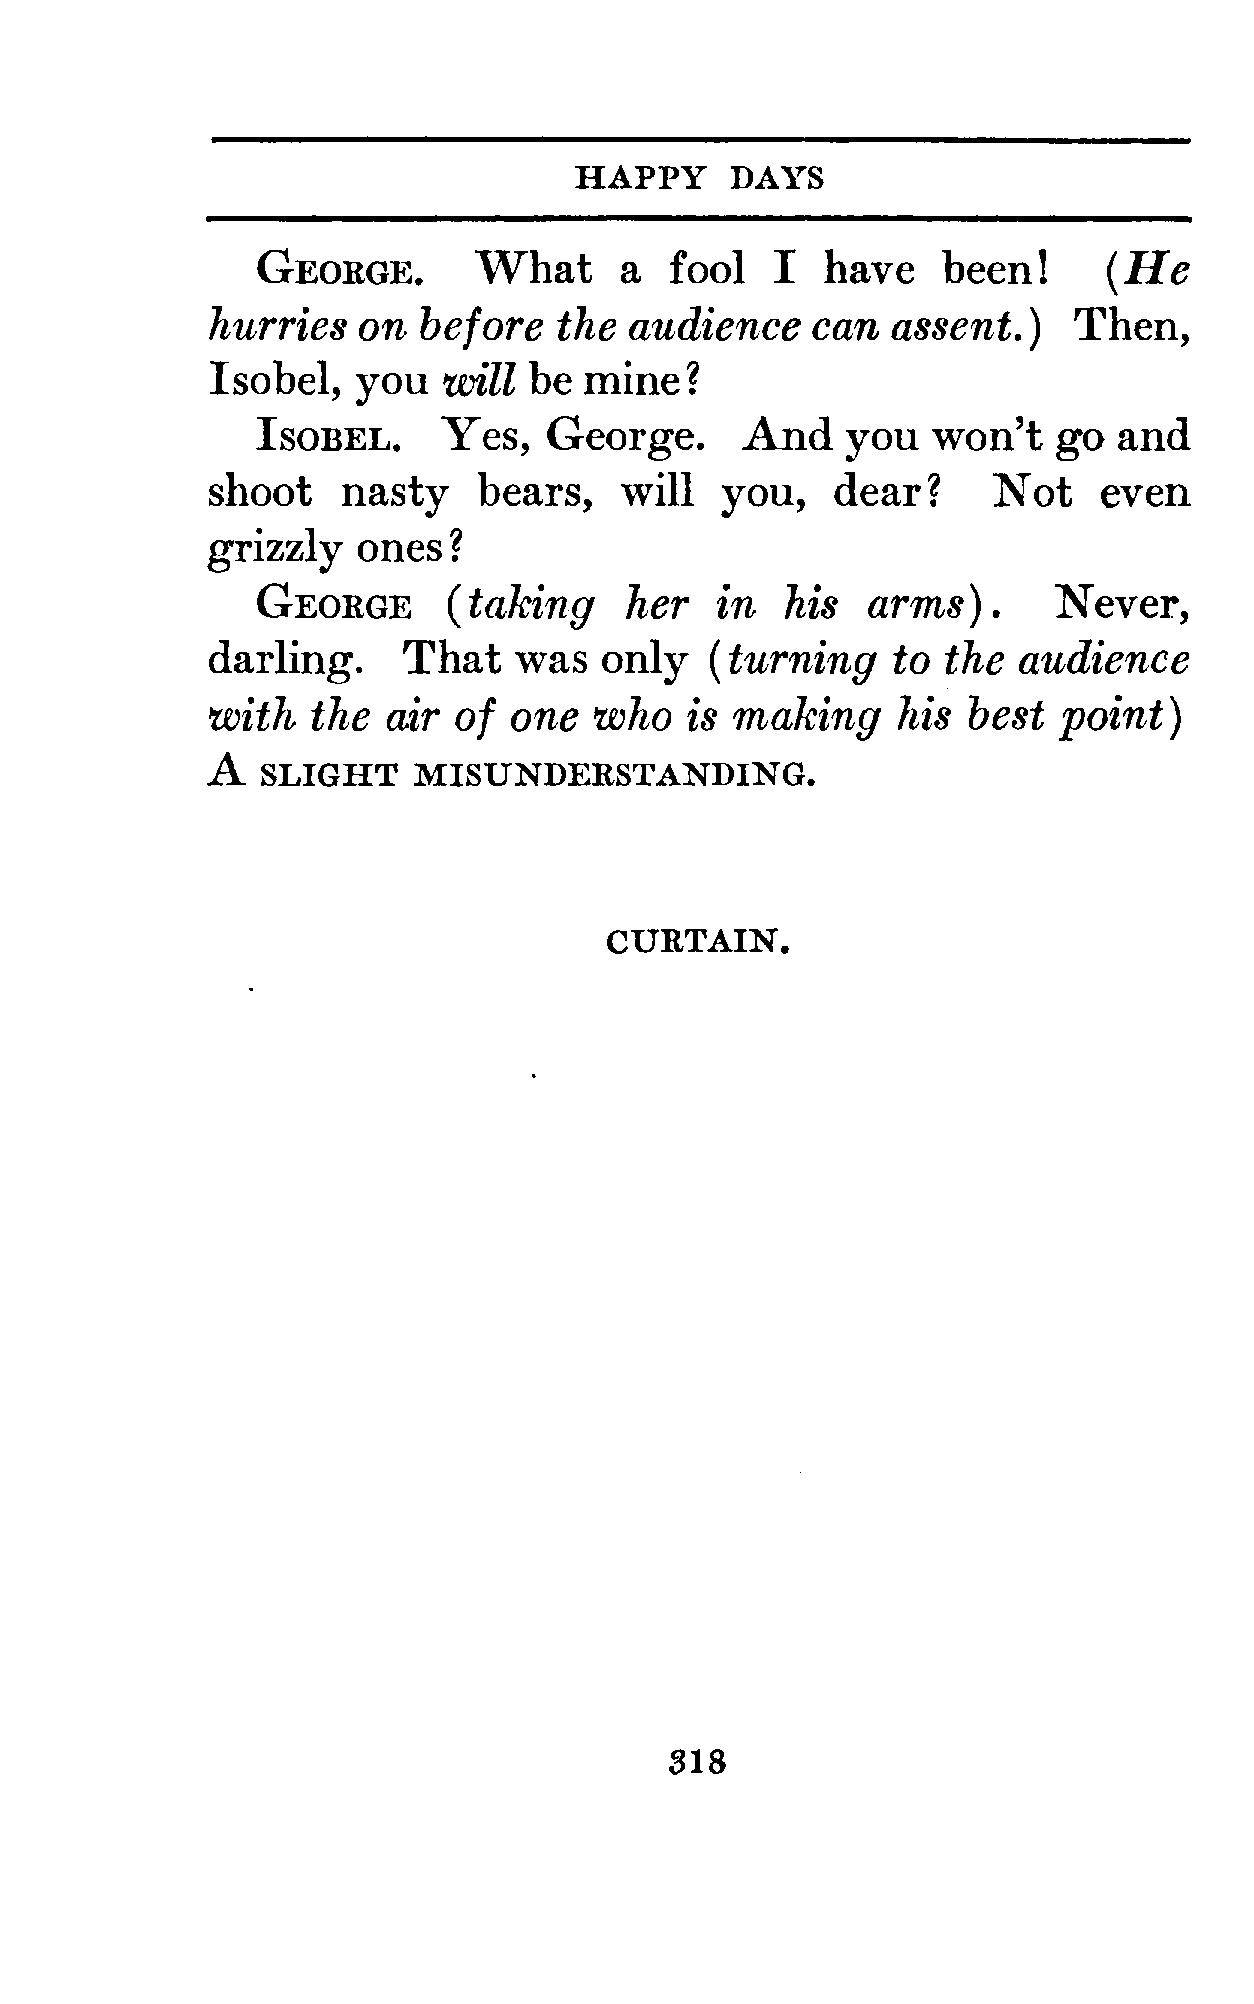 HAPPY DAYS
GEORGE. What a fool I have been! (He
hurries on before the audience can assent.) Then,
Isobel, you will be mine?
ISOBEL. Yes, George. And you won't go and
shoot nasty bears, will you, dear? Not even
grizzly ones?
GEORGE (taking her in his arms). Never,
darling. That was only (turning to the audience
with the air of one who is making his best point)
A SLIGHT MISUNDERSTANDING.
CURTAIN.
318